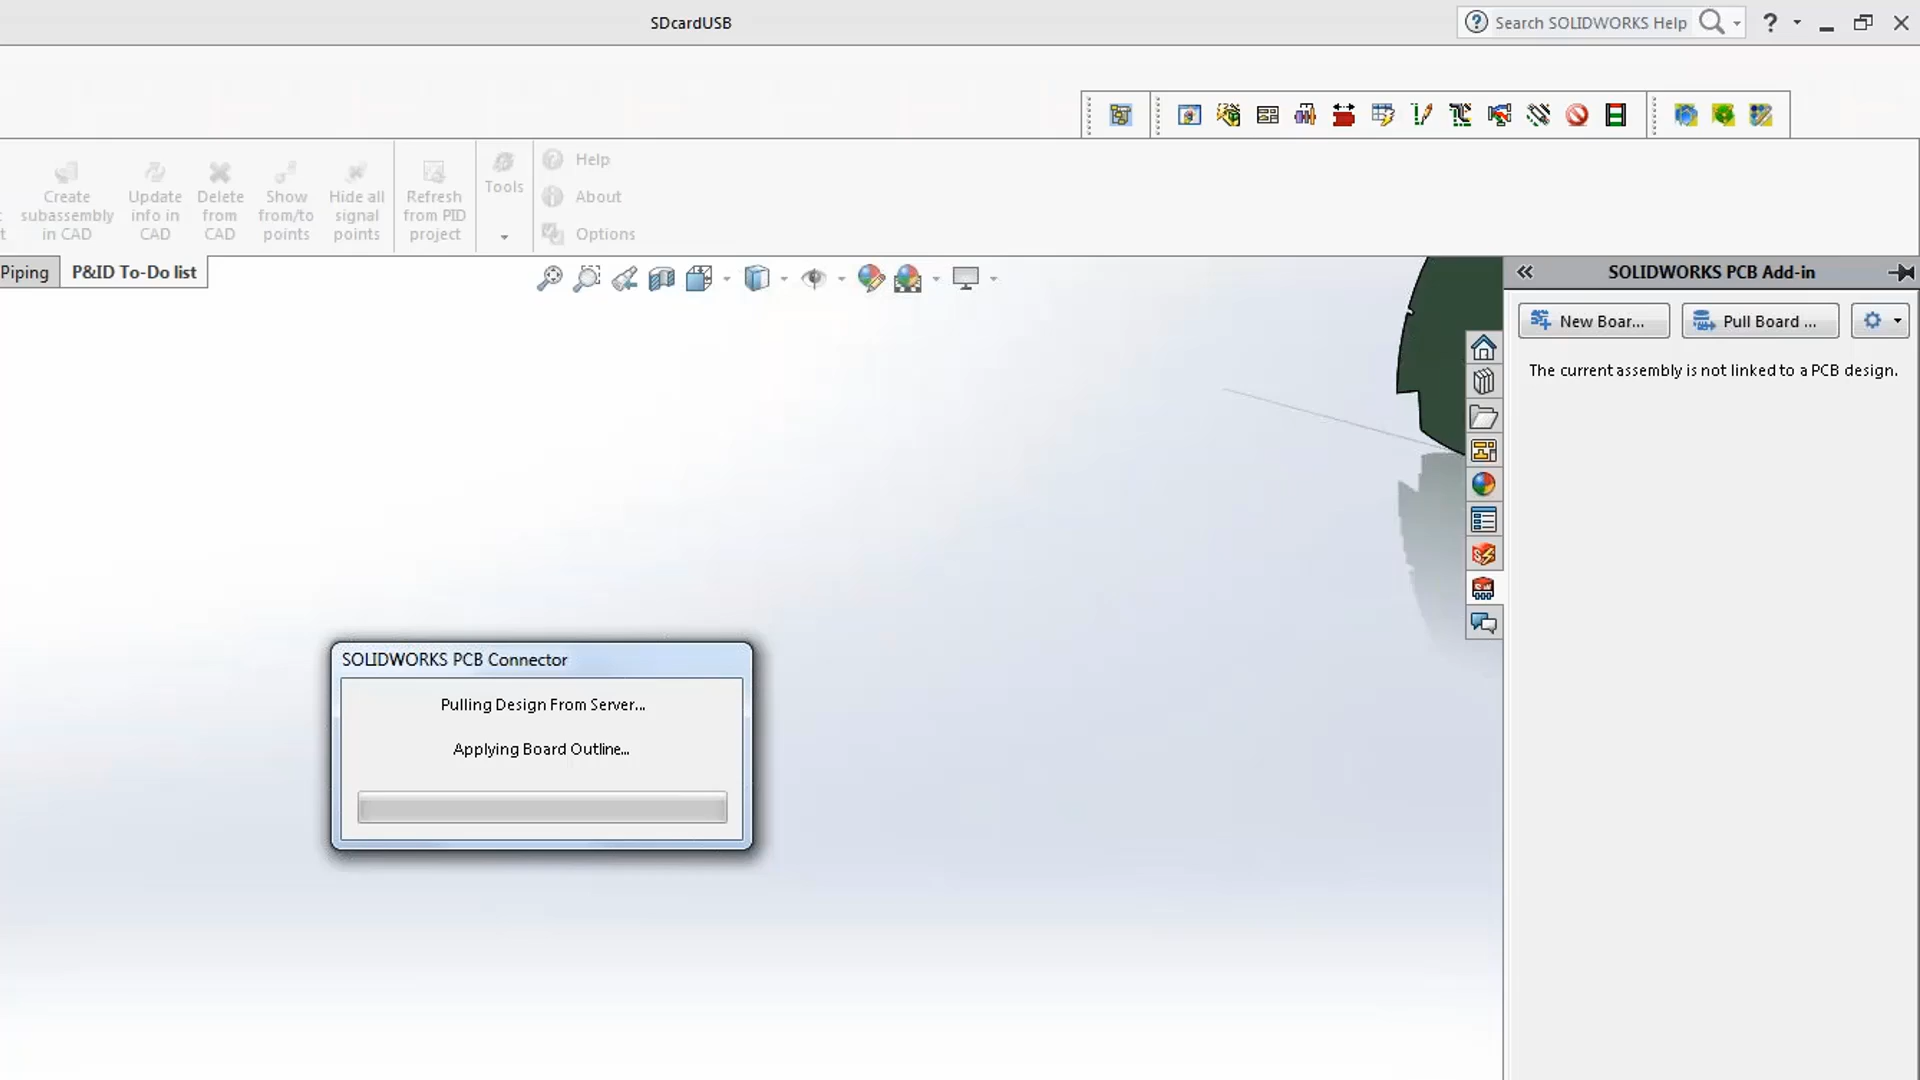 SDcardUSB
Search SOLIDWORKS Help
Create
subassembly
in CAD
Update
info in
CAD
Delete
from
CAD
Show
from/to
points
Hide all
signal
points
Refresh
from PID
project
Tools
Help
About
Options
Piping
P&ID To-Do list
SOLIDWORKS PCB Add-in
New Boar...
Pull Board ...
The current assembly is not linked to a PCB design.
SOLIDWORKS PCB Connector
Pulling Design From Server...
Applying Board Outline...